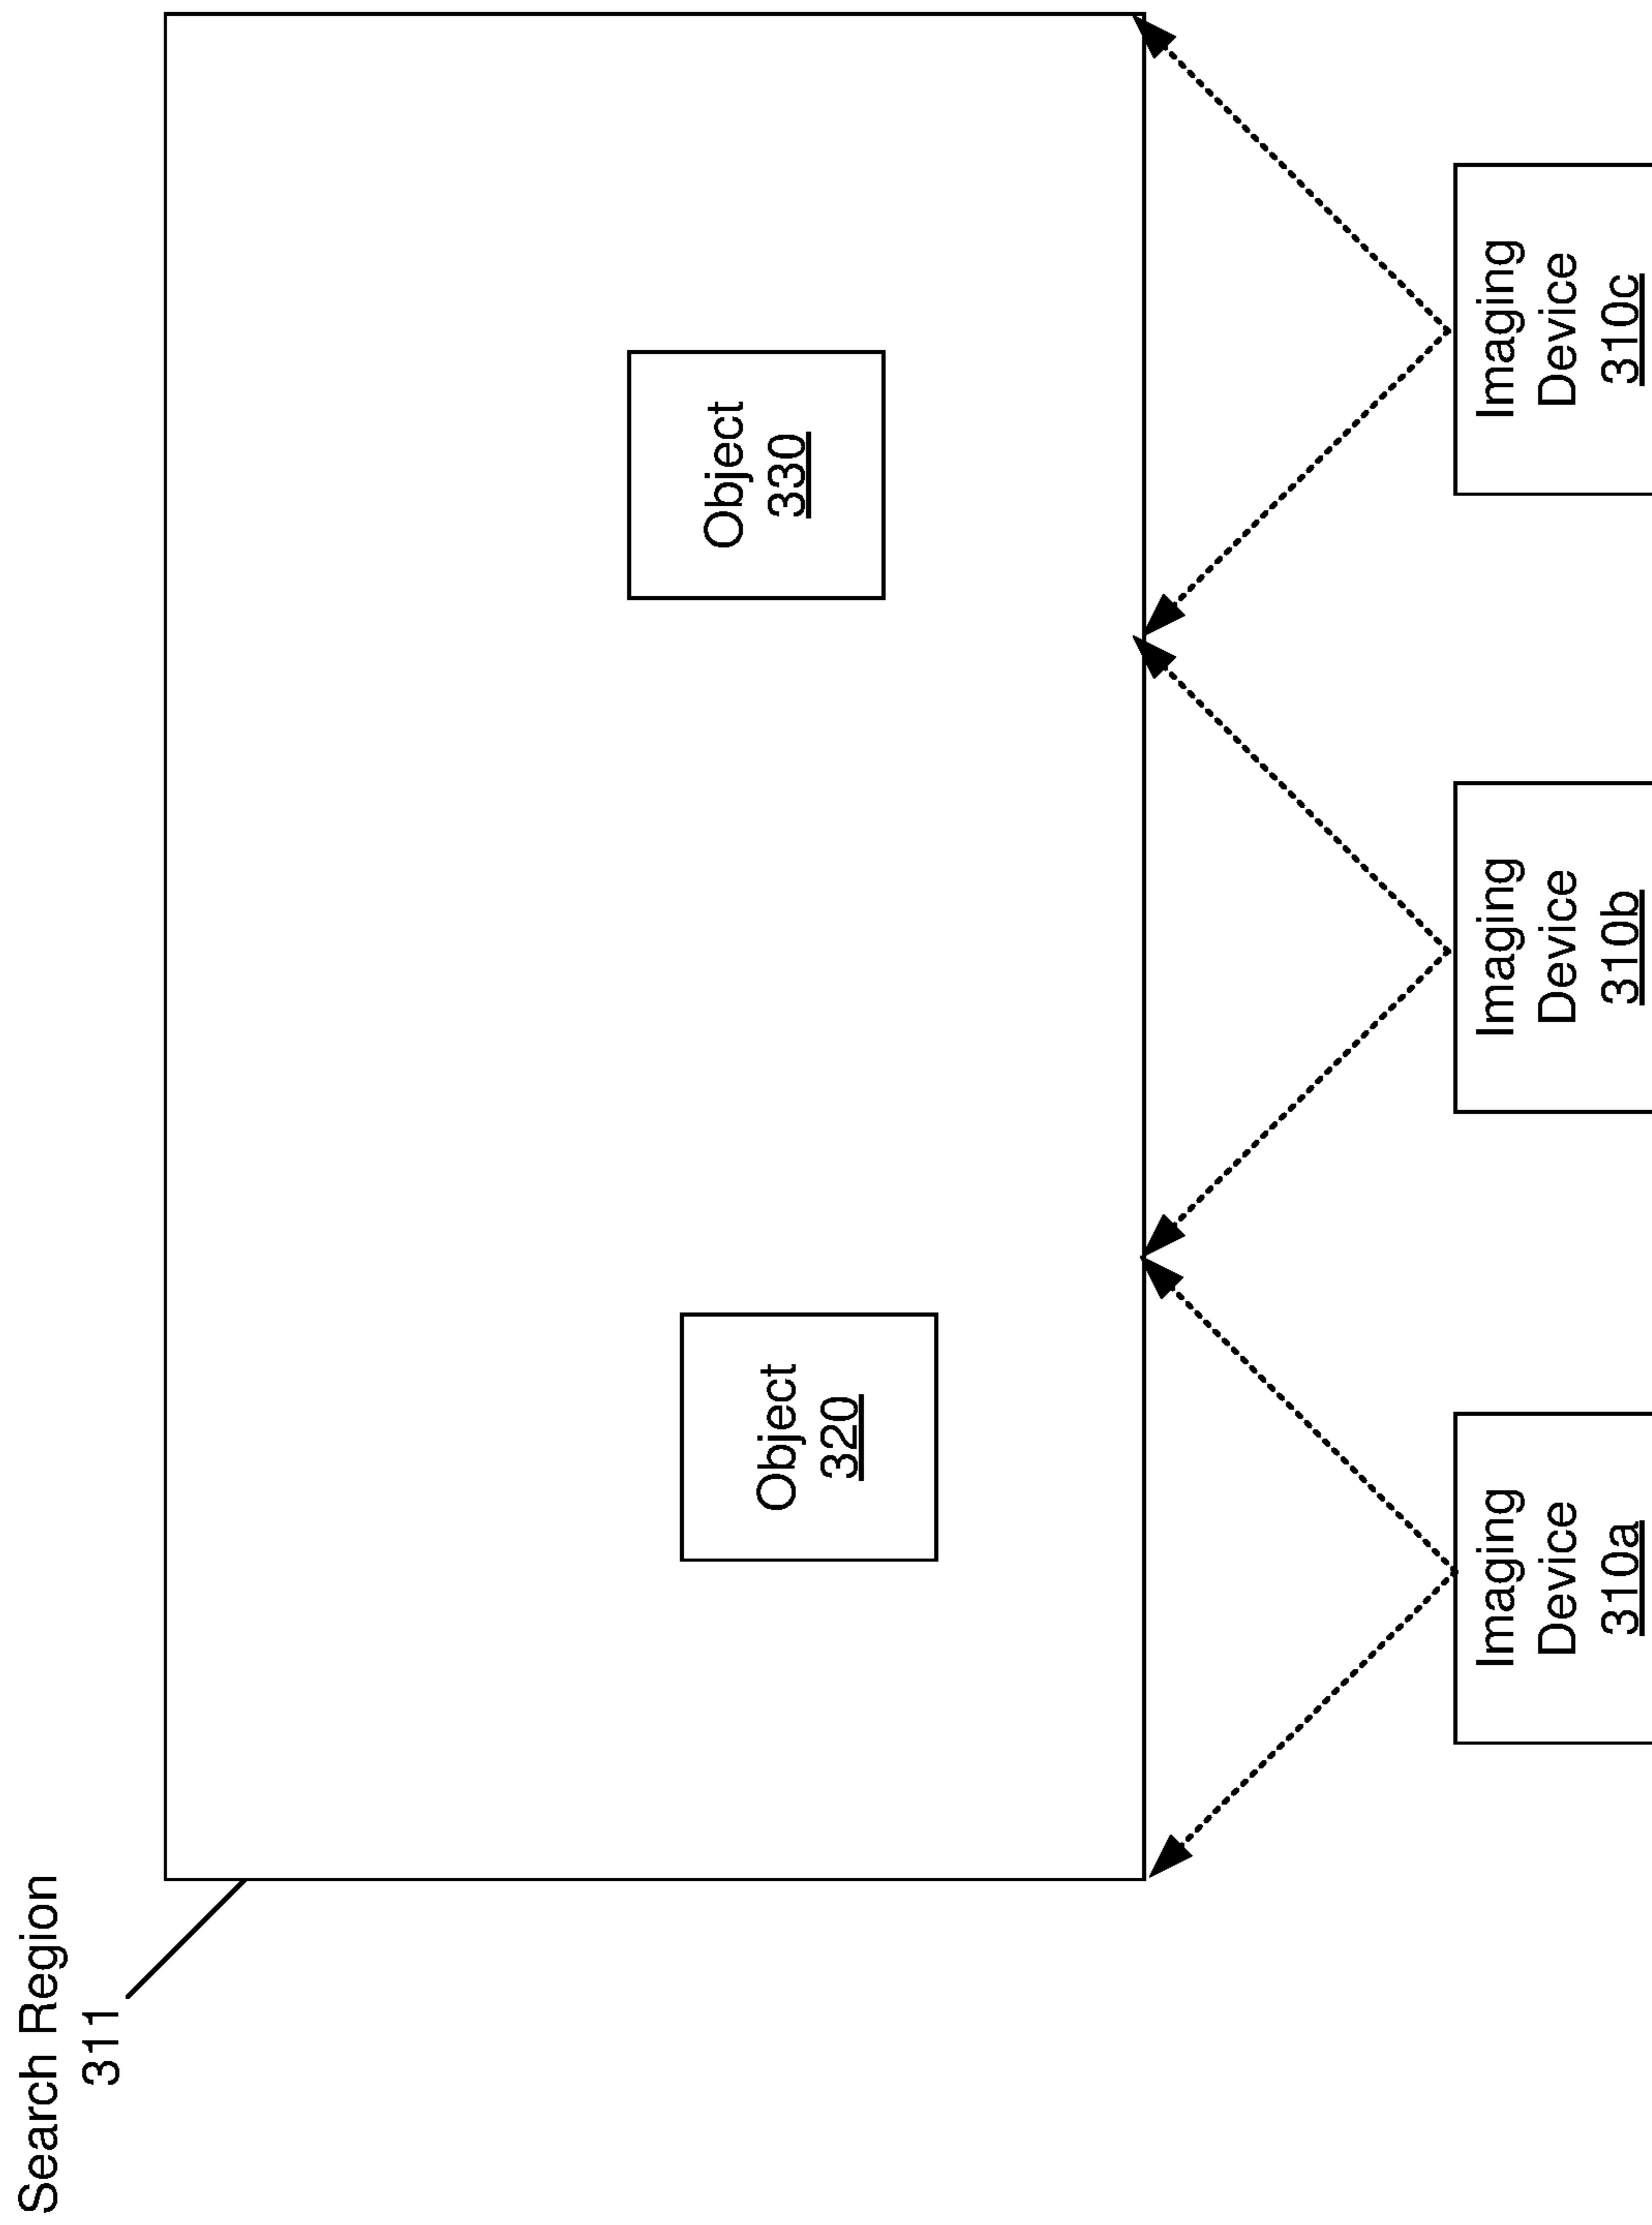 Search Region
311
Object
320
Object
330
Imaging
Device
310a
Imaging
Device
310b
Imaging
Device
310c